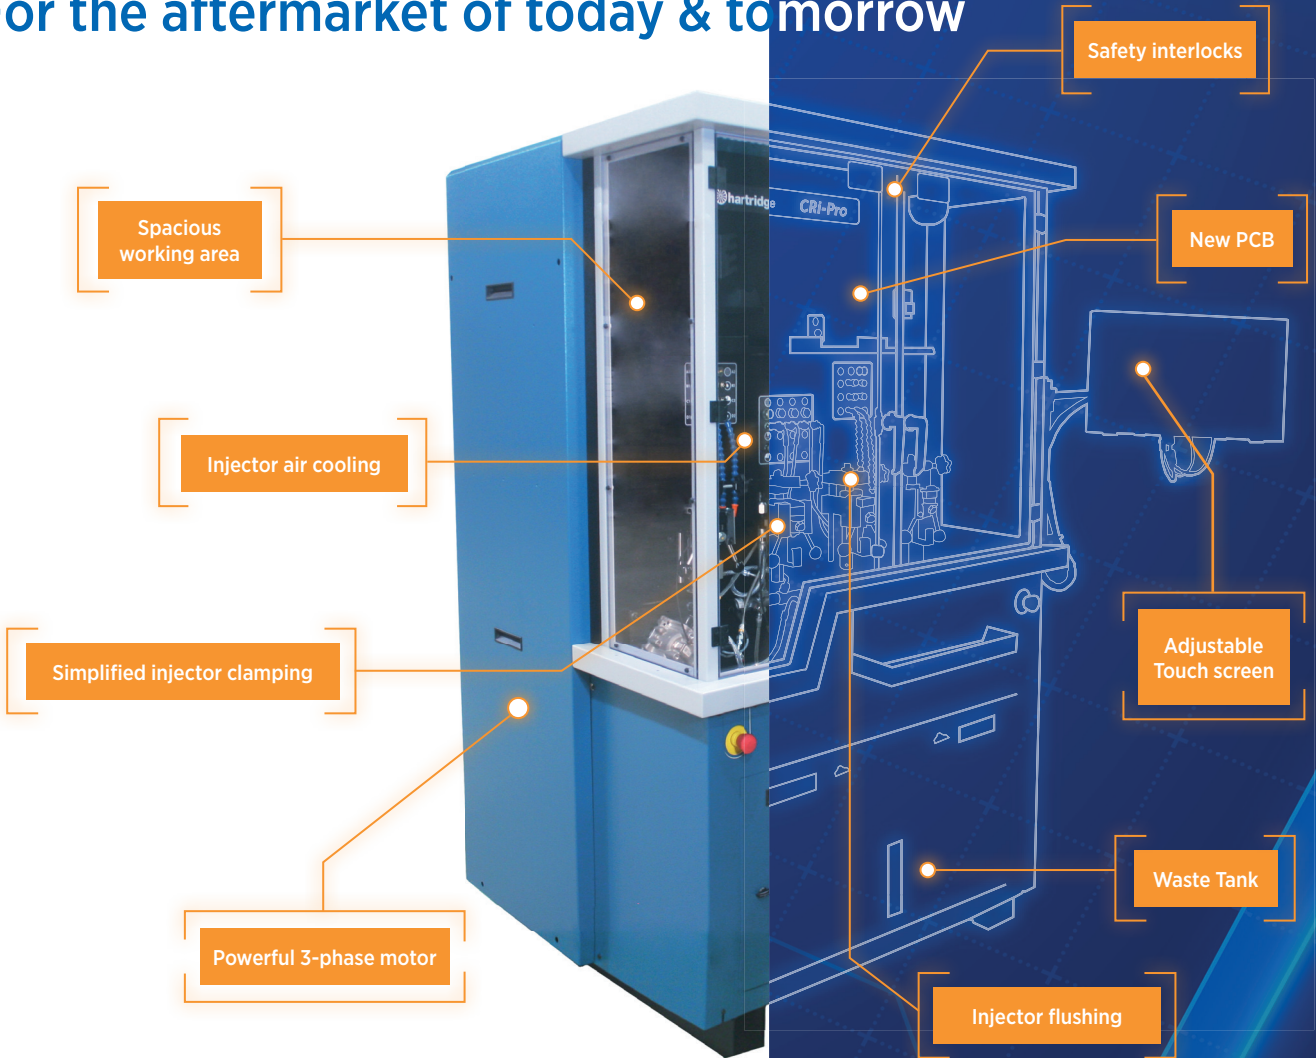 or the aftermarket of today & tomorrow
Safety interlocks
hartridge
CRi-Pro
Spacious
working area
New PCB
Injector air cooling
Simplified injector clamping
Adjustable
Touch screen
Waste Tank
Powerful 3-phase motor
Injector flushing